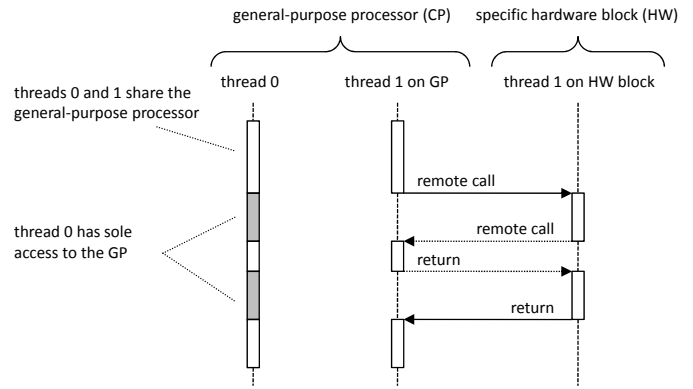 general-purpose processor (CP)
specific hardware block (HW)
thread 0
thread 1 on GP
thread 1 on HW block
threads 0 and 1 share the
general-purpose processor
remote call
thread 0 has sole
access to the GP
remote call
return
return